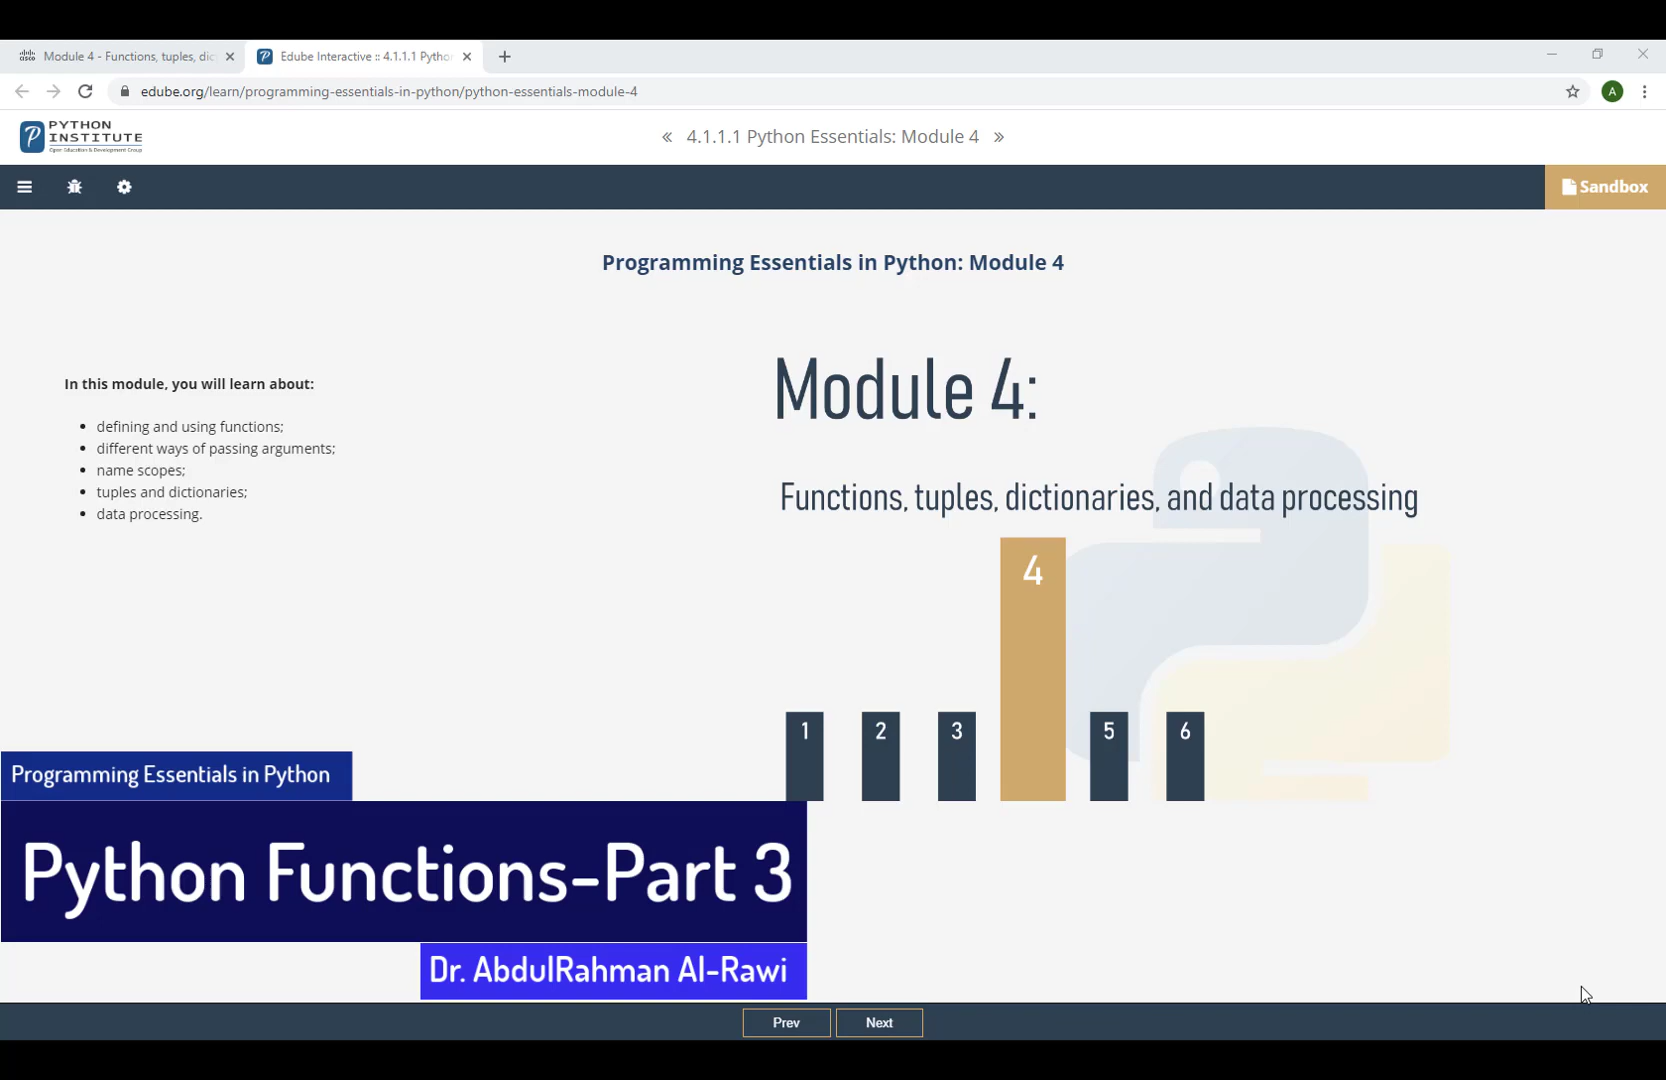 Module 4 - Functions, tuples, dic
Edube Interactive :: 4.1.1.1 Pytho
edube.org/learn/programming-essentials-in-python/python-essentials-module-4
A
PYTHON
INSTITUTE
Open Education & Development Group
« 4.1.1.1 Python Essentials: Module 4 »
Sandbox
Programming Essentials in Python: Module 4
In this module, you will learn about:
• defining and using functions;
• different ways of passing arguments;
• name scopes;
• tuples and dictionaries;
• data processing.
Module 4:
Functions, tuples, dictionaries, and data processing
4
1 2 3 5 6
Programming Essentials in Python
Python Functions-Part 3
Dr. AbdulRahman Al-Rawi
Prev Next